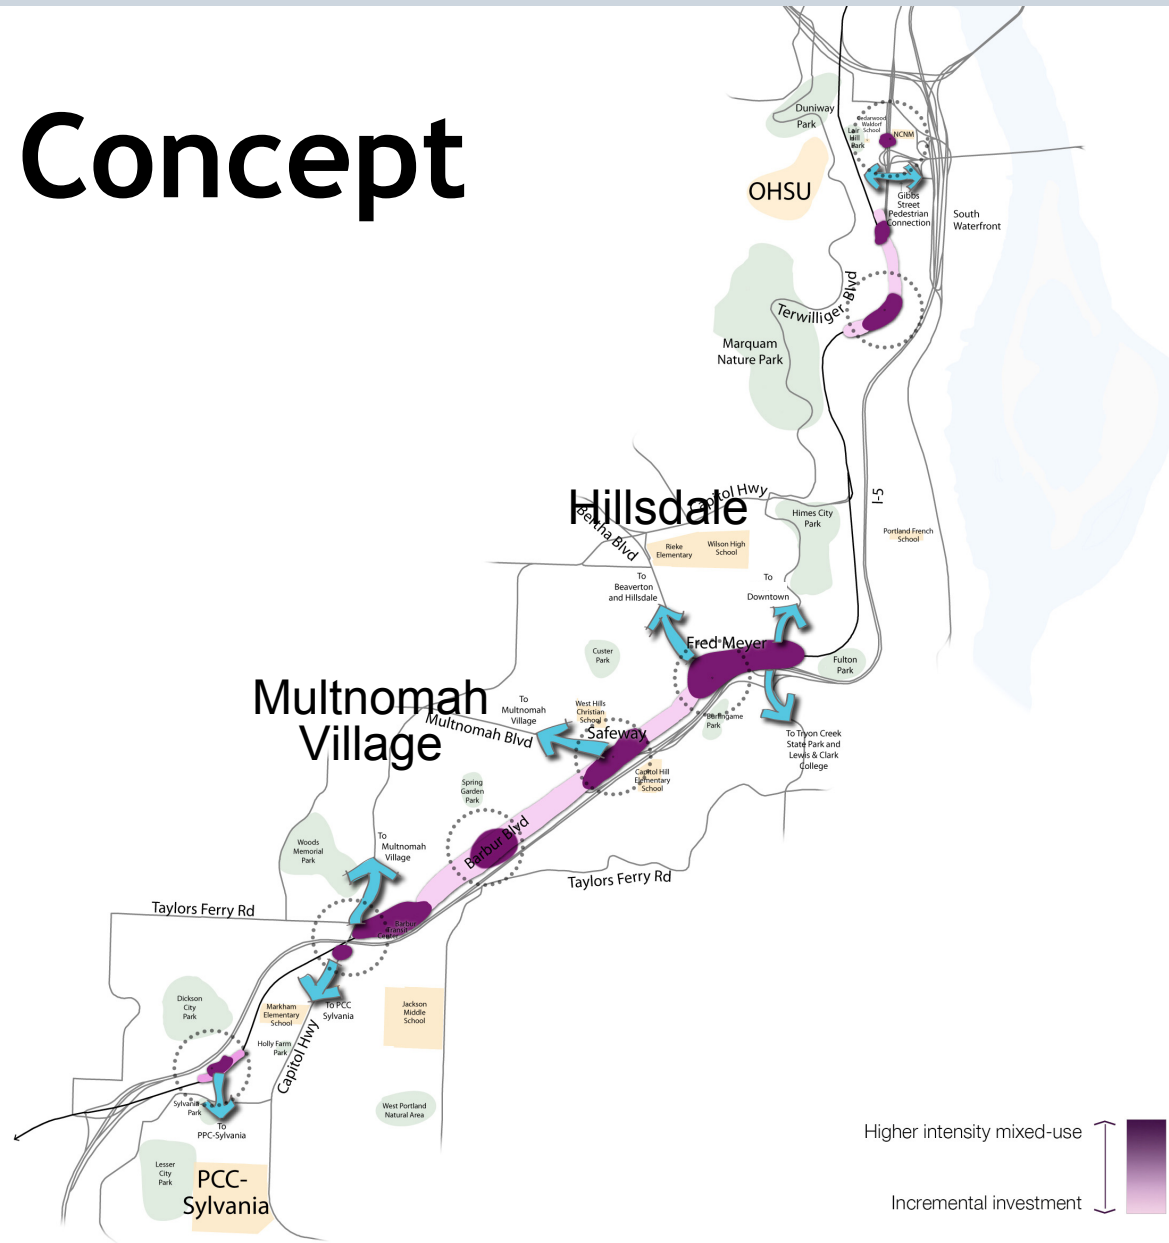 Concept
Duniway
Park
Cedarwood
Waldorf
School
Lair
Hill
Park
NCNM
OHSU
Gibbs
Street
Pedestrian
Connection
South
Waterfront
Terwilliger Blvd
Marquam
Nature Park
Capitol Hwy
Hillsdale
Bertha Blvd
I-5
Himes City
Park
Portland French
School
Rieke
Elementary
Wilson High
School
To
Beaverton
and Hillsdale
To
Downtown
Fred Meyer
Custer
Park
Fulton
Park
Multnomah
Village
To
Multnomah
Village
Multnomah Blvd
West Hills
Christian
School
Safeway
Burlingame
Park
To Tryon Creek
State Park and
Lewis & Clark
College
Capitol Hill
Elementary
School
Spring
Garden
Park
Barbur Blvd
To
Multnomah
Village
Woods
Memorial
Park
Taylors Ferry Rd
Taylors Ferry Rd
Barbur
Transit
Center
Dickson
City
Park
Markham
Elementary
School
To PCC
Sylvania
Jackson
Middle
School
Holly Farm
Park
Capitol Hwy
Sylvania
Park
To
PPC-Sylvania
West Portland
Natural Area
Lesser
City
Park
PCC-
Sylvania
Higher intensity mixed-use
Incremental investment